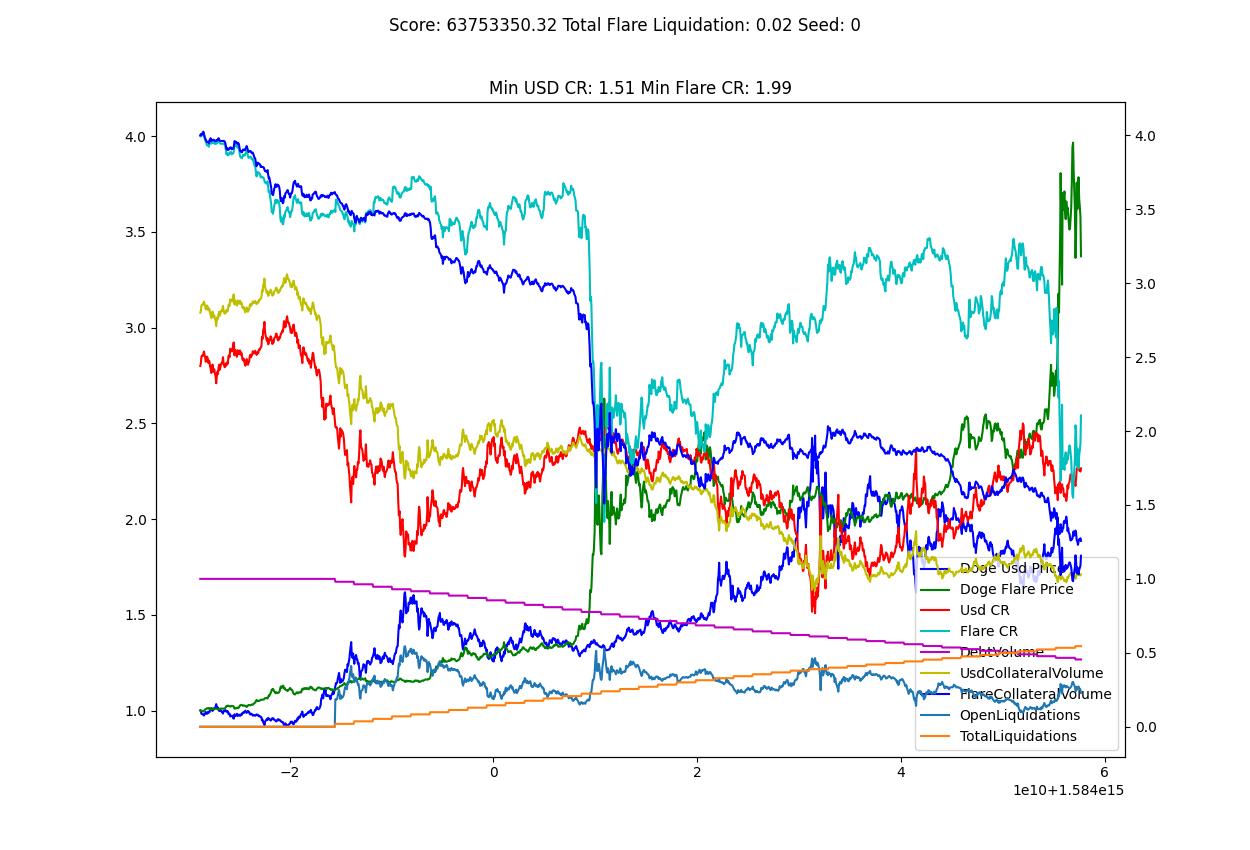 Score: 63753350.32 Total Flare Liquidation: 0.02 Seed: 0
Min USD CR: 1.51 Min Flare CR: 1.99
4.0
3.5
3.0
2.5
2.0
1.5
1.0
4.0
3.5
3.0
2.5
2.0
1.5
1.0
0.5
0.0
Doge Usd Price
Doge Flare Price
Usd CR
Flare CR
DebtVolume
UsdCollateralVolume
FlareCollateralVolume
OpenLiquidations
TotalLiquidations
−2
0
2
4
6
1e10+1.584e15